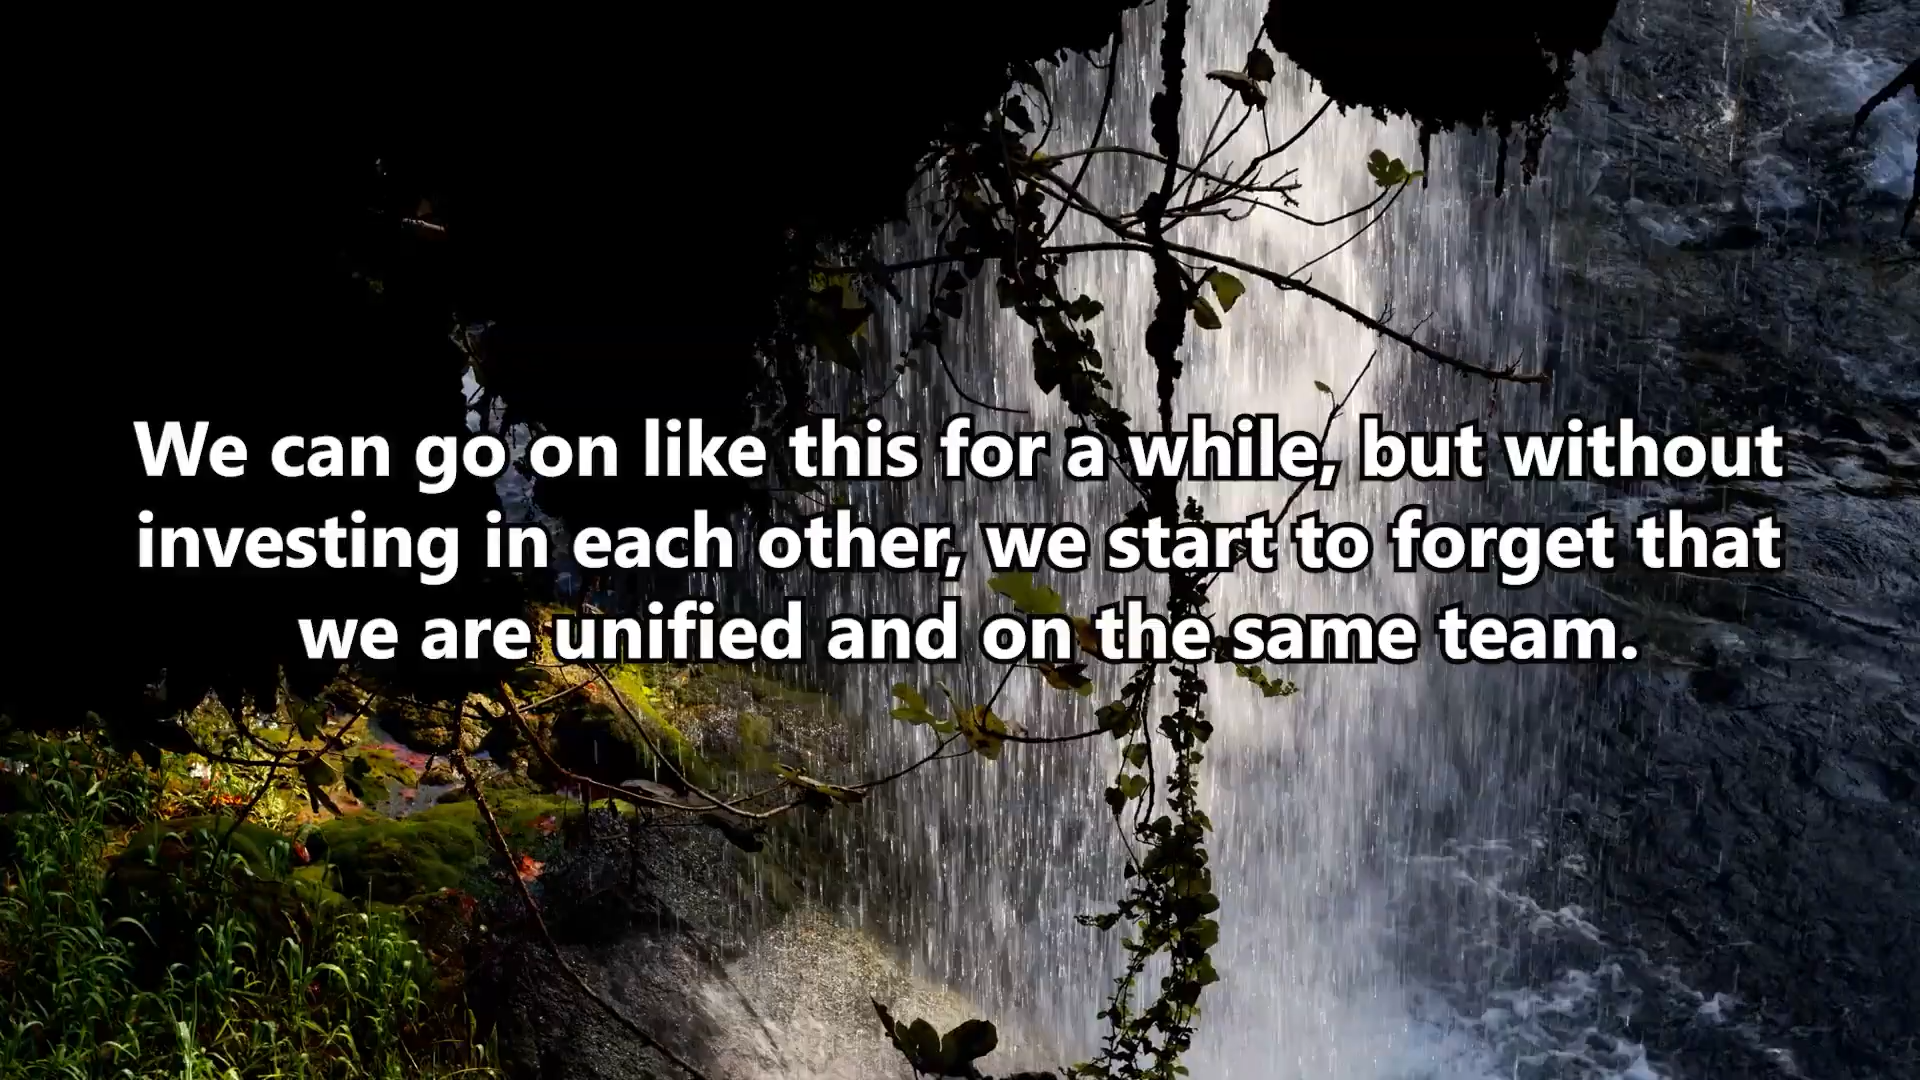 We can go on like this for a while, but without
investing in each other, we start to forget that
we are unified and on the same team.